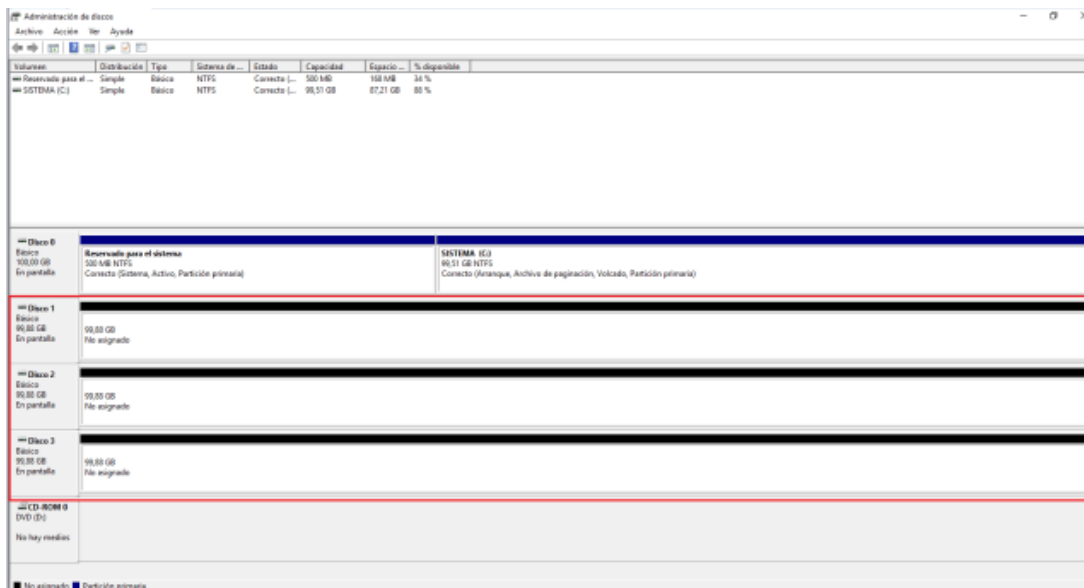 Administración de discos
Archivo Acción Ver Ayuda
Volumen Distribución Tipo Sistema de ... Estado Capacidad Espacio ... % disponible
Reservado para el ... Simple Básico NTFS Correcto (... 500 MB 168 MB 34 %
SISTEMA (C:) Simple Básico NTFS Correcto (... 99,51 GB 87,21 GB 88 %
Disco 0
Básico
100,00 GB
En pantalla
Reservado para el sistema
500 MB NTFS
Correcto (Sistema, Activo, Partición primaria)
SISTEMA (C:)
99,51 GB NTFS
Correcto (Arranque, Archivo de paginación, Volcado, Partición primaria)
Disco 1
Básico
99,88 GB
En pantalla
99,88 GB
No asignado
Disco 2
Básico
99,88 GB
En pantalla
99,88 GB
No asignado
Disco 3
Básico
99,88 GB
En pantalla
99,88 GB
No asignado
CD-ROM 0
DVD (D:)
No hay medios
No asignado Partición primaria